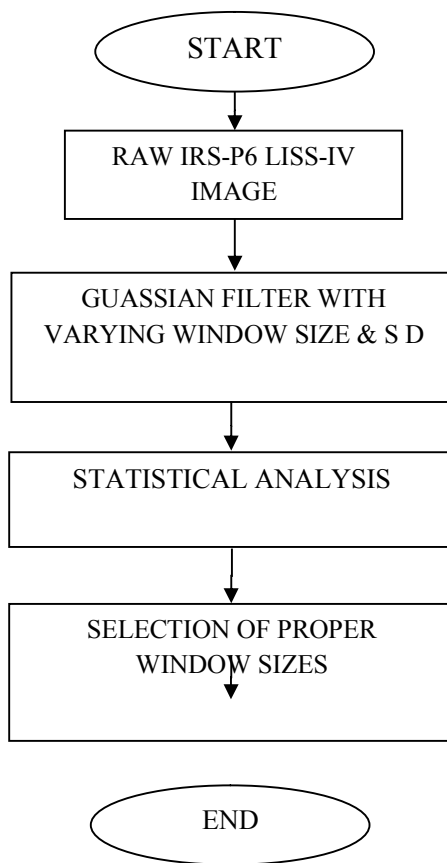 START
RAW IRS-P6 LISS-IV
IMAGE
GUASSIAN FILTER WITH
VARYING WINDOW SIZE & S D
STATISTICAL ANALYSIS
SELECTION OF PROPER
WINDOW SIZES
END